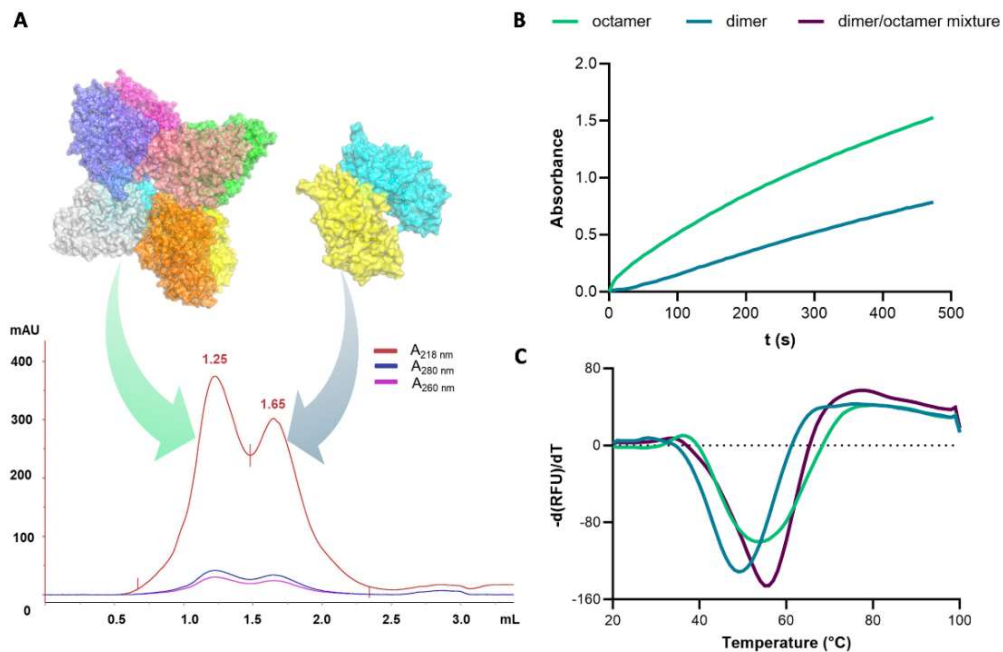 A
B
octamer dimer dimer/octamer mixture
2.0
1.5
1.0
0.5
0.0
Absorbance
0 100 200 300 400 500
t (s)
mAU
400
300
200
100
0
1.25
1.65
A218 nm
A280 nm
A260 nm
0.5 1.0 1.5 2.0 2.5 3.0 mL
C
80
0
-80
-160
-d(RFU)/dT
20 40 60 80 100
Temperature (°C)